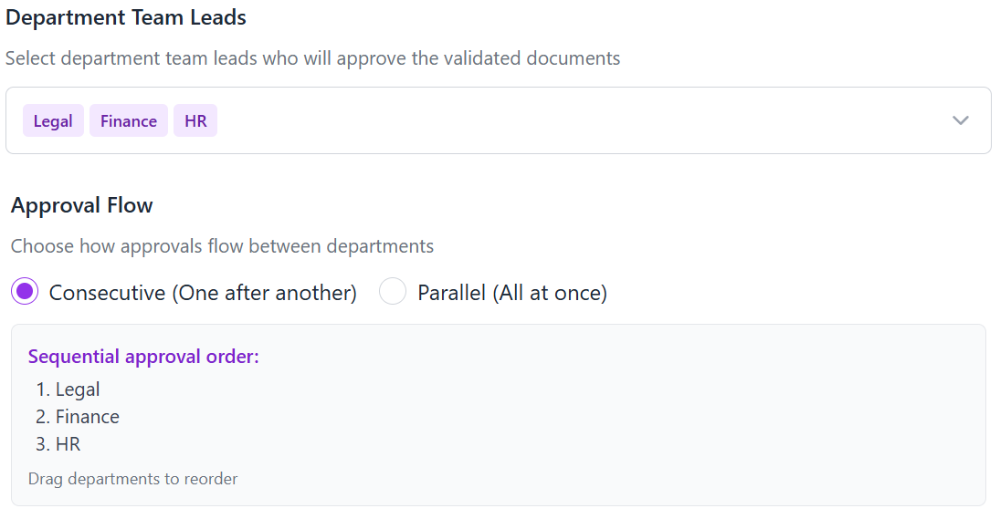 Department Team Leads
Select department team leads who will approve the validated documents
Legal Finance HR
Approval Flow
Choose how approvals flow between departments
Consecutive (One after another) Parallel (All at once)
Sequential approval order:
1. Legal
2. Finance
3. HR
Drag departments to reorder